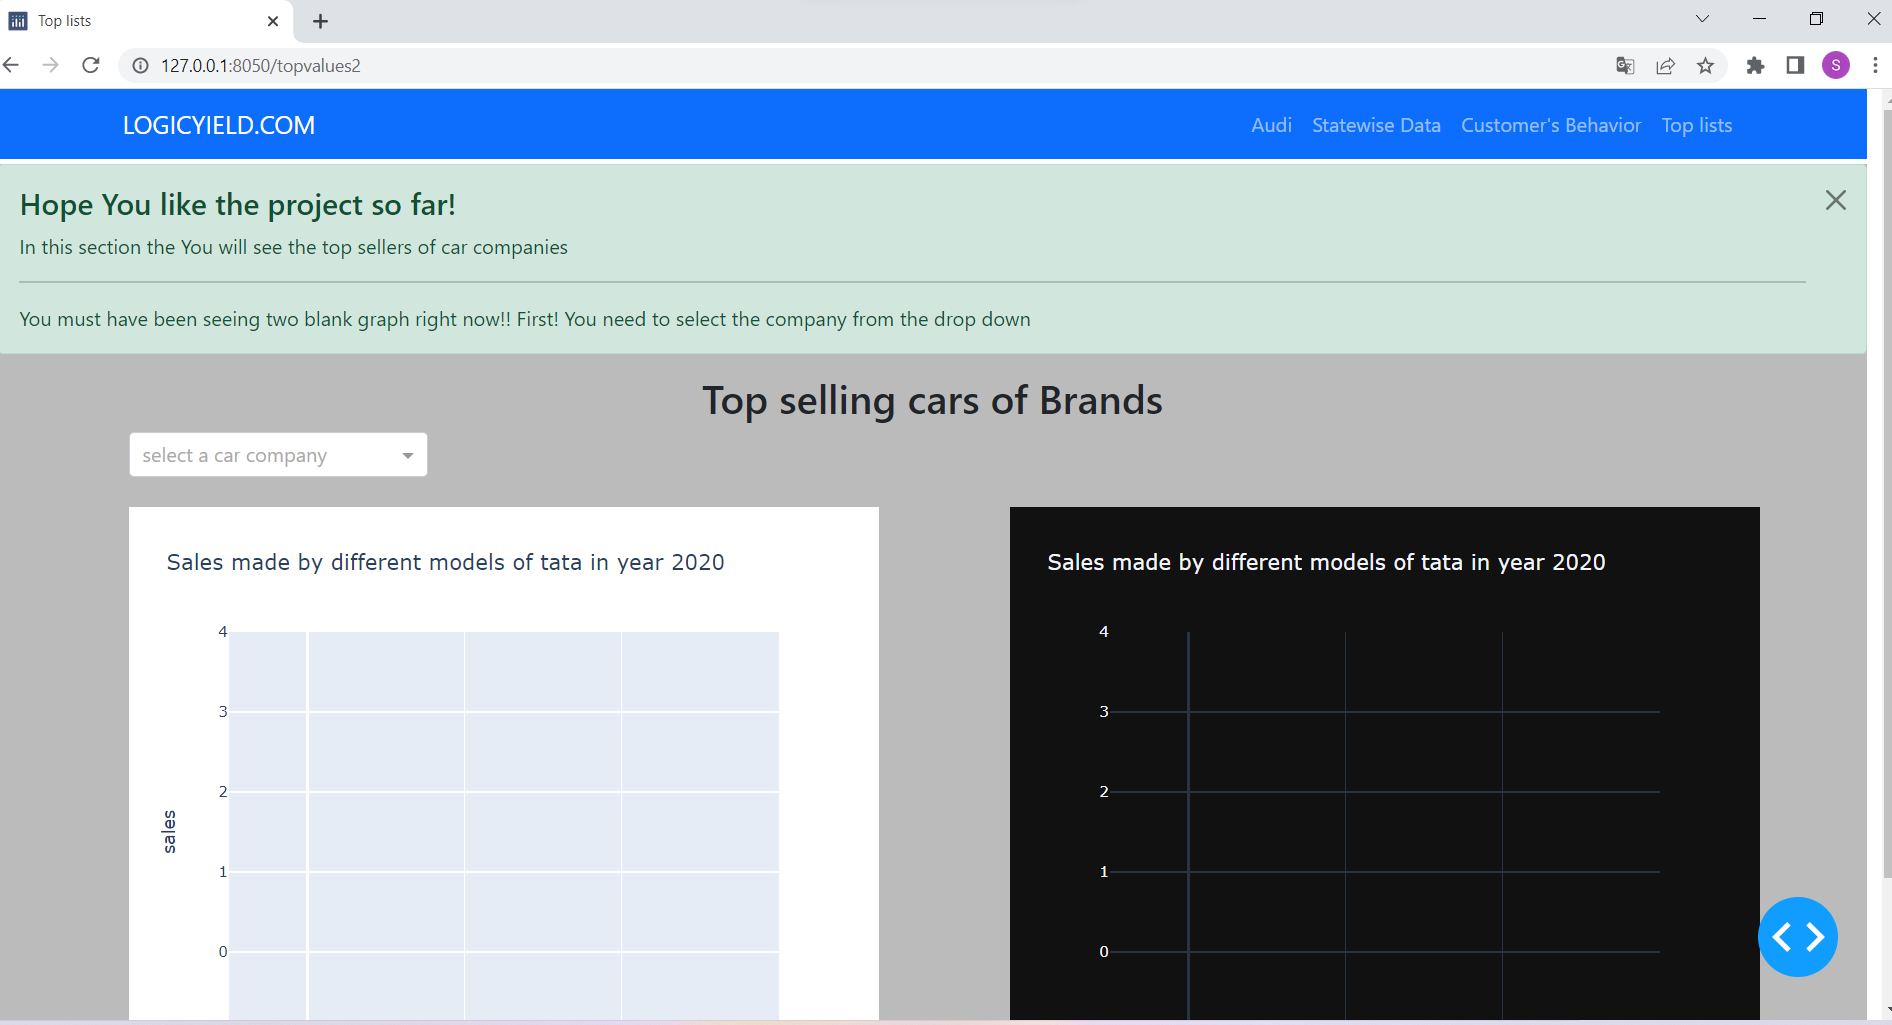 Top lists
127.0.0.1:8050/topvalues2
S
LOGICYIELD.COM
Audi Statewise Data Customer's Behavior Top lists
Hope You like the project so far!
In this section the You will see the top sellers of car companies
You must have been seeing two blank graph right now!! First! You need to select the company from the drop down
Top selling cars of Brands
select a car company
Sales made by different models of tata in year 2020
4
3
2
1
0
sales
Sales made by different models of tata in year 2020
4
3
2
1
0